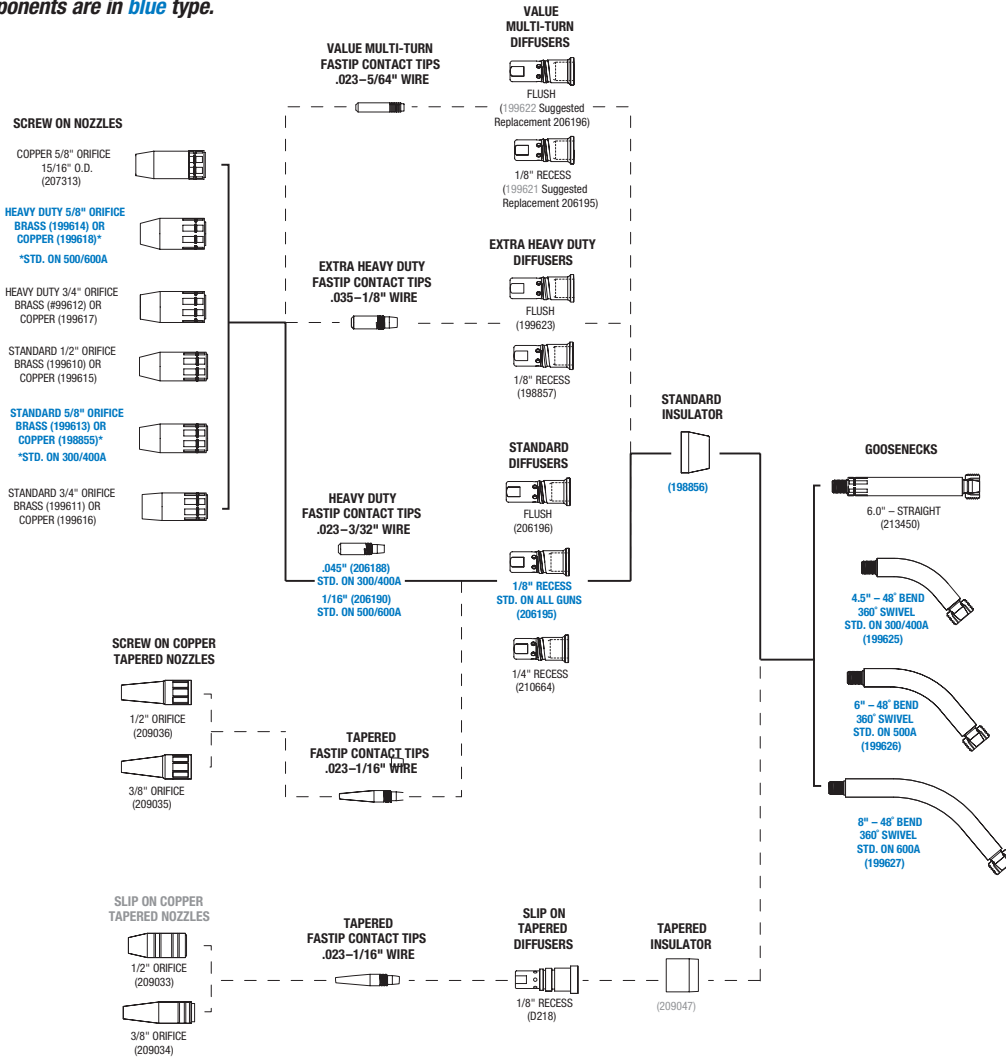 ponents are in blue type.
VALUE
MULTI-TURN
DIFFUSERS
FLUSH
(199622 Suggested
Replacement 206196)
1/8" RECESS
(199621 Suggested
Replacement 206195)
VALUE MULTI-TURN
FASTIP CONTACT TIPS
.023–5/64" WIRE
SCREW ON NOZZLES
COPPER 5/8" ORIFICE
15/16" O.D.
(207313)
HEAVY DUTY 5/8" ORIFICE
BRASS (199614) OR
COPPER (199618)*
*STD. ON 500/600A
HEAVY DUTY 3/4" ORIFICE
BRASS (#99612) OR
COPPER (199617)
STANDARD 1/2" ORIFICE
BRASS (199610) OR
COPPER (199615)
STANDARD 5/8" ORIFICE
BRASS (199613) OR
COPPER (198855)*
*STD. ON 300/400A
STANDARD 3/4" ORIFICE
BRASS (199611) OR
COPPER (199616)
EXTRA HEAVY DUTY
FASTIP CONTACT TIPS
.035–1/8" WIRE
EXTRA HEAVY DUTY
DIFFUSERS
FLUSH
(199623)
1/8" RECESS
(198857)
HEAVY DUTY
FASTIP CONTACT TIPS
.023–3/32" WIRE
.045" (206188)
STD. ON 300/400A
1/16" (206190)
STD. ON 500/600A
STANDARD
DIFFUSERS
FLUSH
(206196)
1/8" RECESS
STD. ON ALL GUNS
(206195)
1/4" RECESS
(210664)
STANDARD
INSULATOR
(198856)
GOOSENECKS
6.0" – STRAIGHT
(213450)
4.5" – 48° BEND
360° SWIVEL
STD. ON 300/400A
(199625)
6" – 48° BEND
360° SWIVEL
STD. ON 500A
(199626)
8" – 48° BEND
360° SWIVEL
STD. ON 600A
(199627)
SCREW ON COPPER
TAPERED NOZZLES
1/2" ORIFICE
(209036)
3/8" ORIFICE
(209035)
TAPERED
FASTIP CONTACT TIPS
.023–1/16" WIRE
SLIP ON COPPER
TAPERED NOZZLES
1/2" ORIFICE
(209033)
3/8" ORIFICE
(209034)
TAPERED
FASTIP CONTACT TIPS
.023–1/16" WIRE
SLIP ON
TAPERED
DIFFUSERS
1/8" RECESS
(D218)
TAPERED
INSULATOR
(209047)